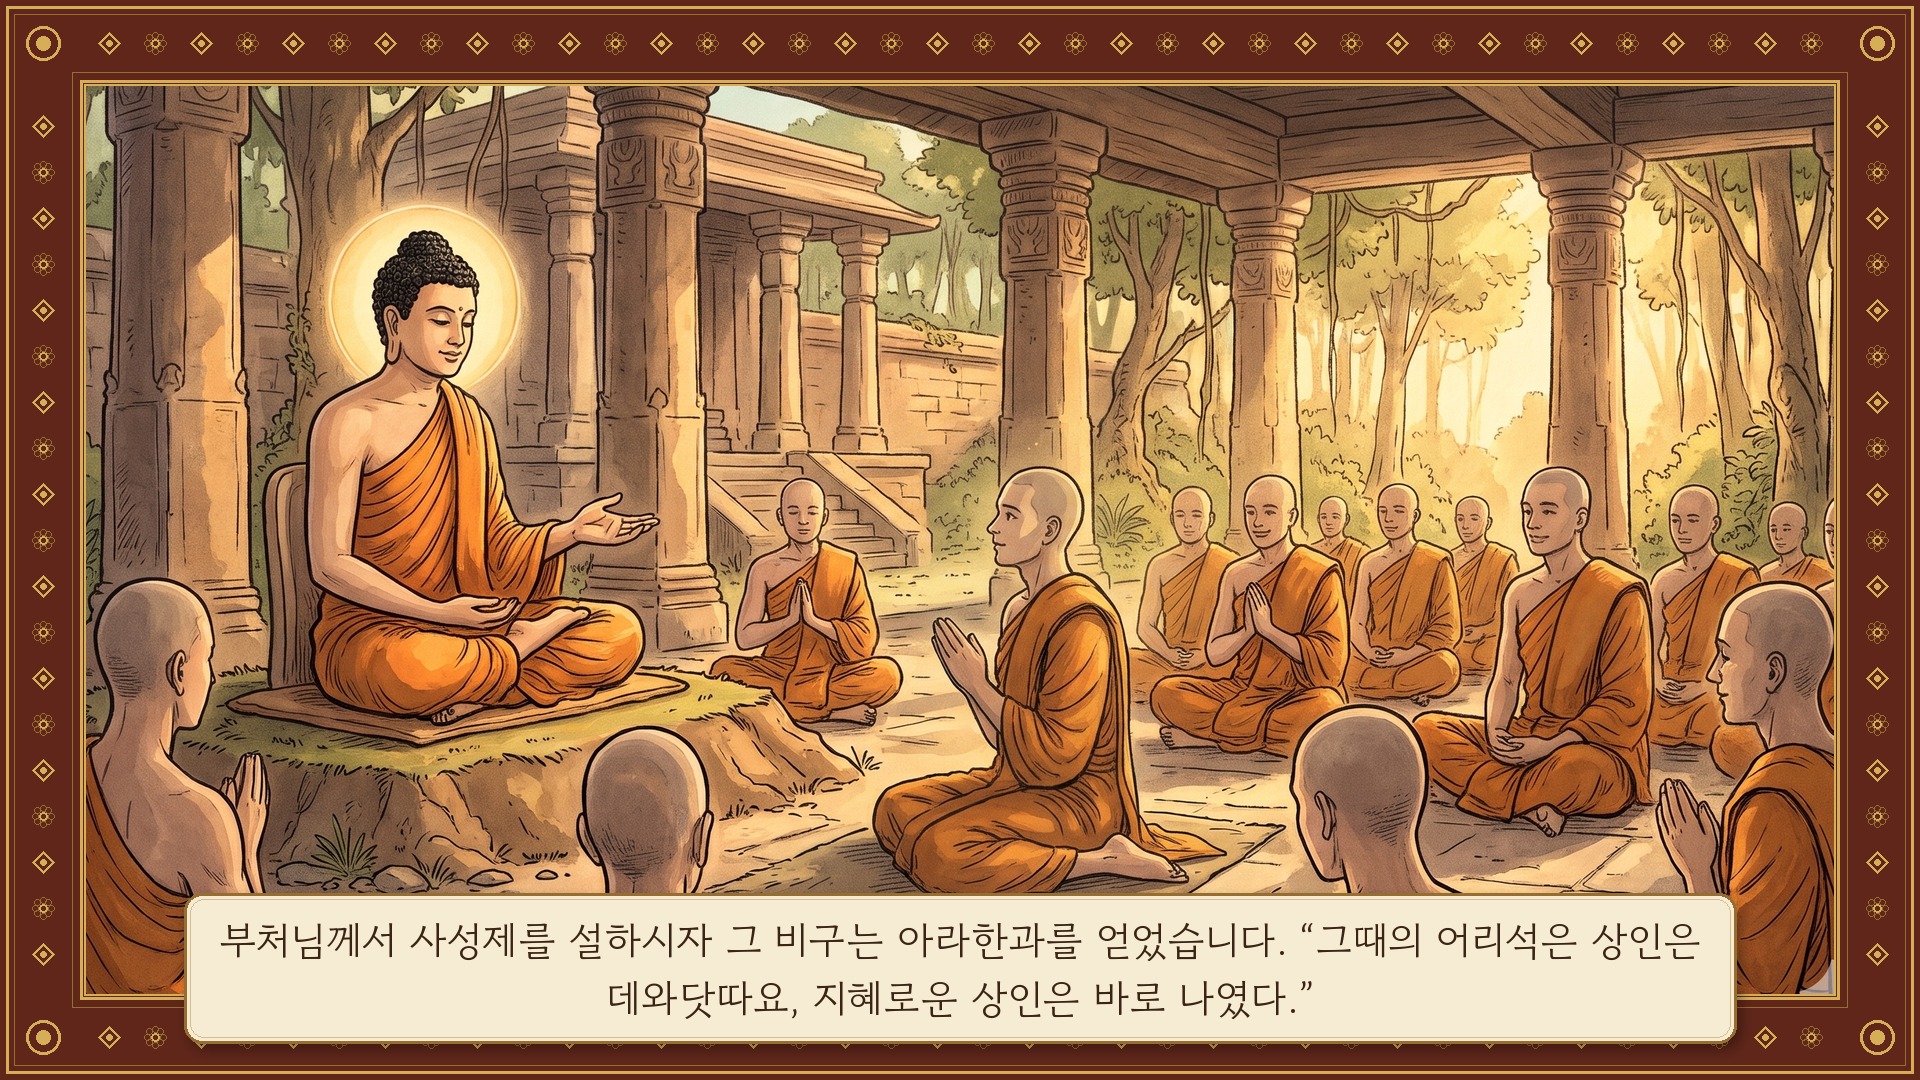 부처님께서 사성제를 설하시자 그 비구는 아라한과를 얻었습니다. “그때의 어리석은 상인은
데와닷따요, 지혜로운 상인은 바로 나였다.”